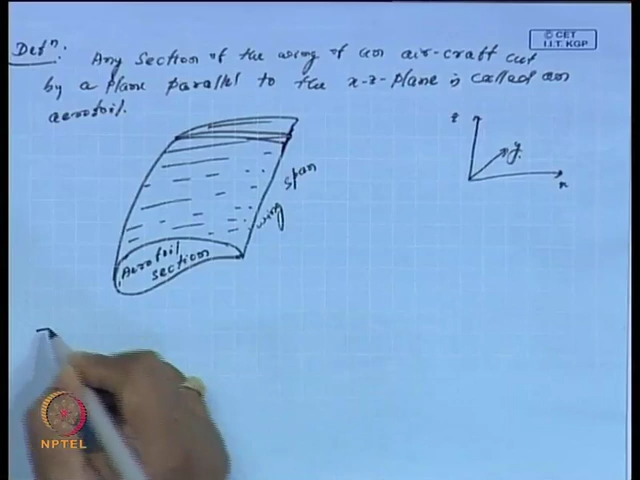 © CET
I.I.T. KGP
Defn: Any section of the wing of an air-craft cut
by a plane parallel to the x-z-plane is called an
aerofoil.
z
y
x
wing span
Aerofoil
section
NPTEL